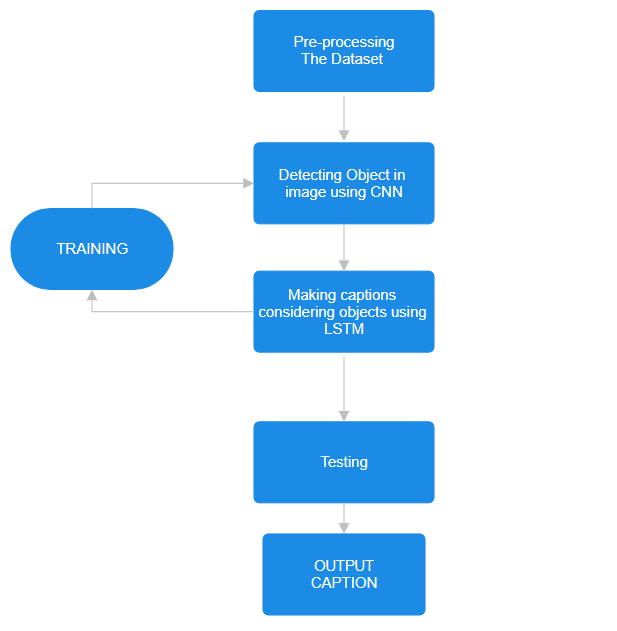 Pre-processing
The Dataset
Detecting Object in
image using CNN
TRAINING
Making captions
considering objects using
LSTM
Testing
OUTPUT
CAPTION